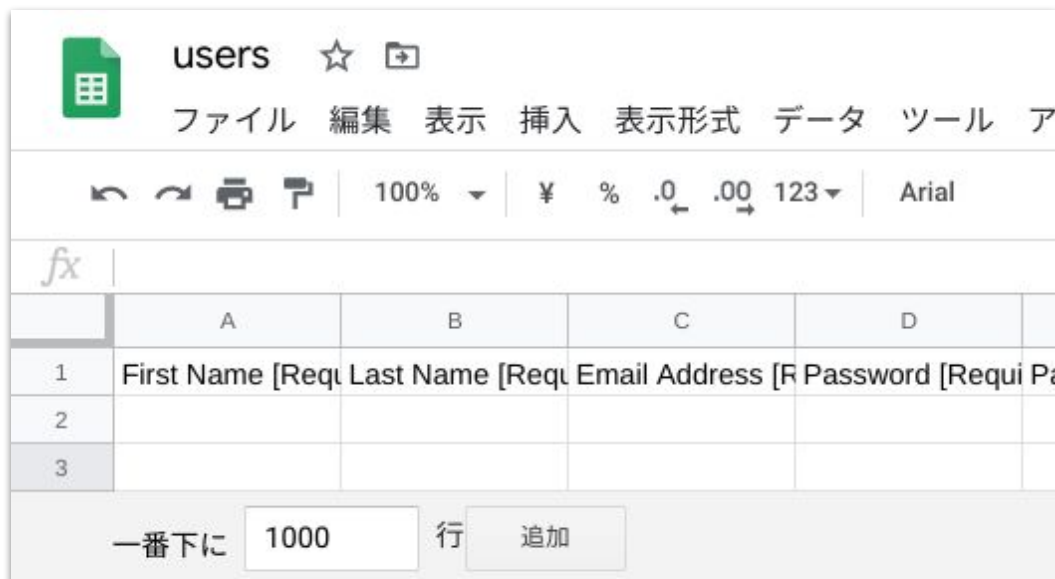 users
ファイル 編集 表示 挿入 表示形式 データ ツール ア
100% ¥ % .0 .00 123 Arial
fx
A B C D
1 First Name [Requ Last Name [Requ Email Address [R Password [Requi Pa
2
3
一番下に 1000 行 追加